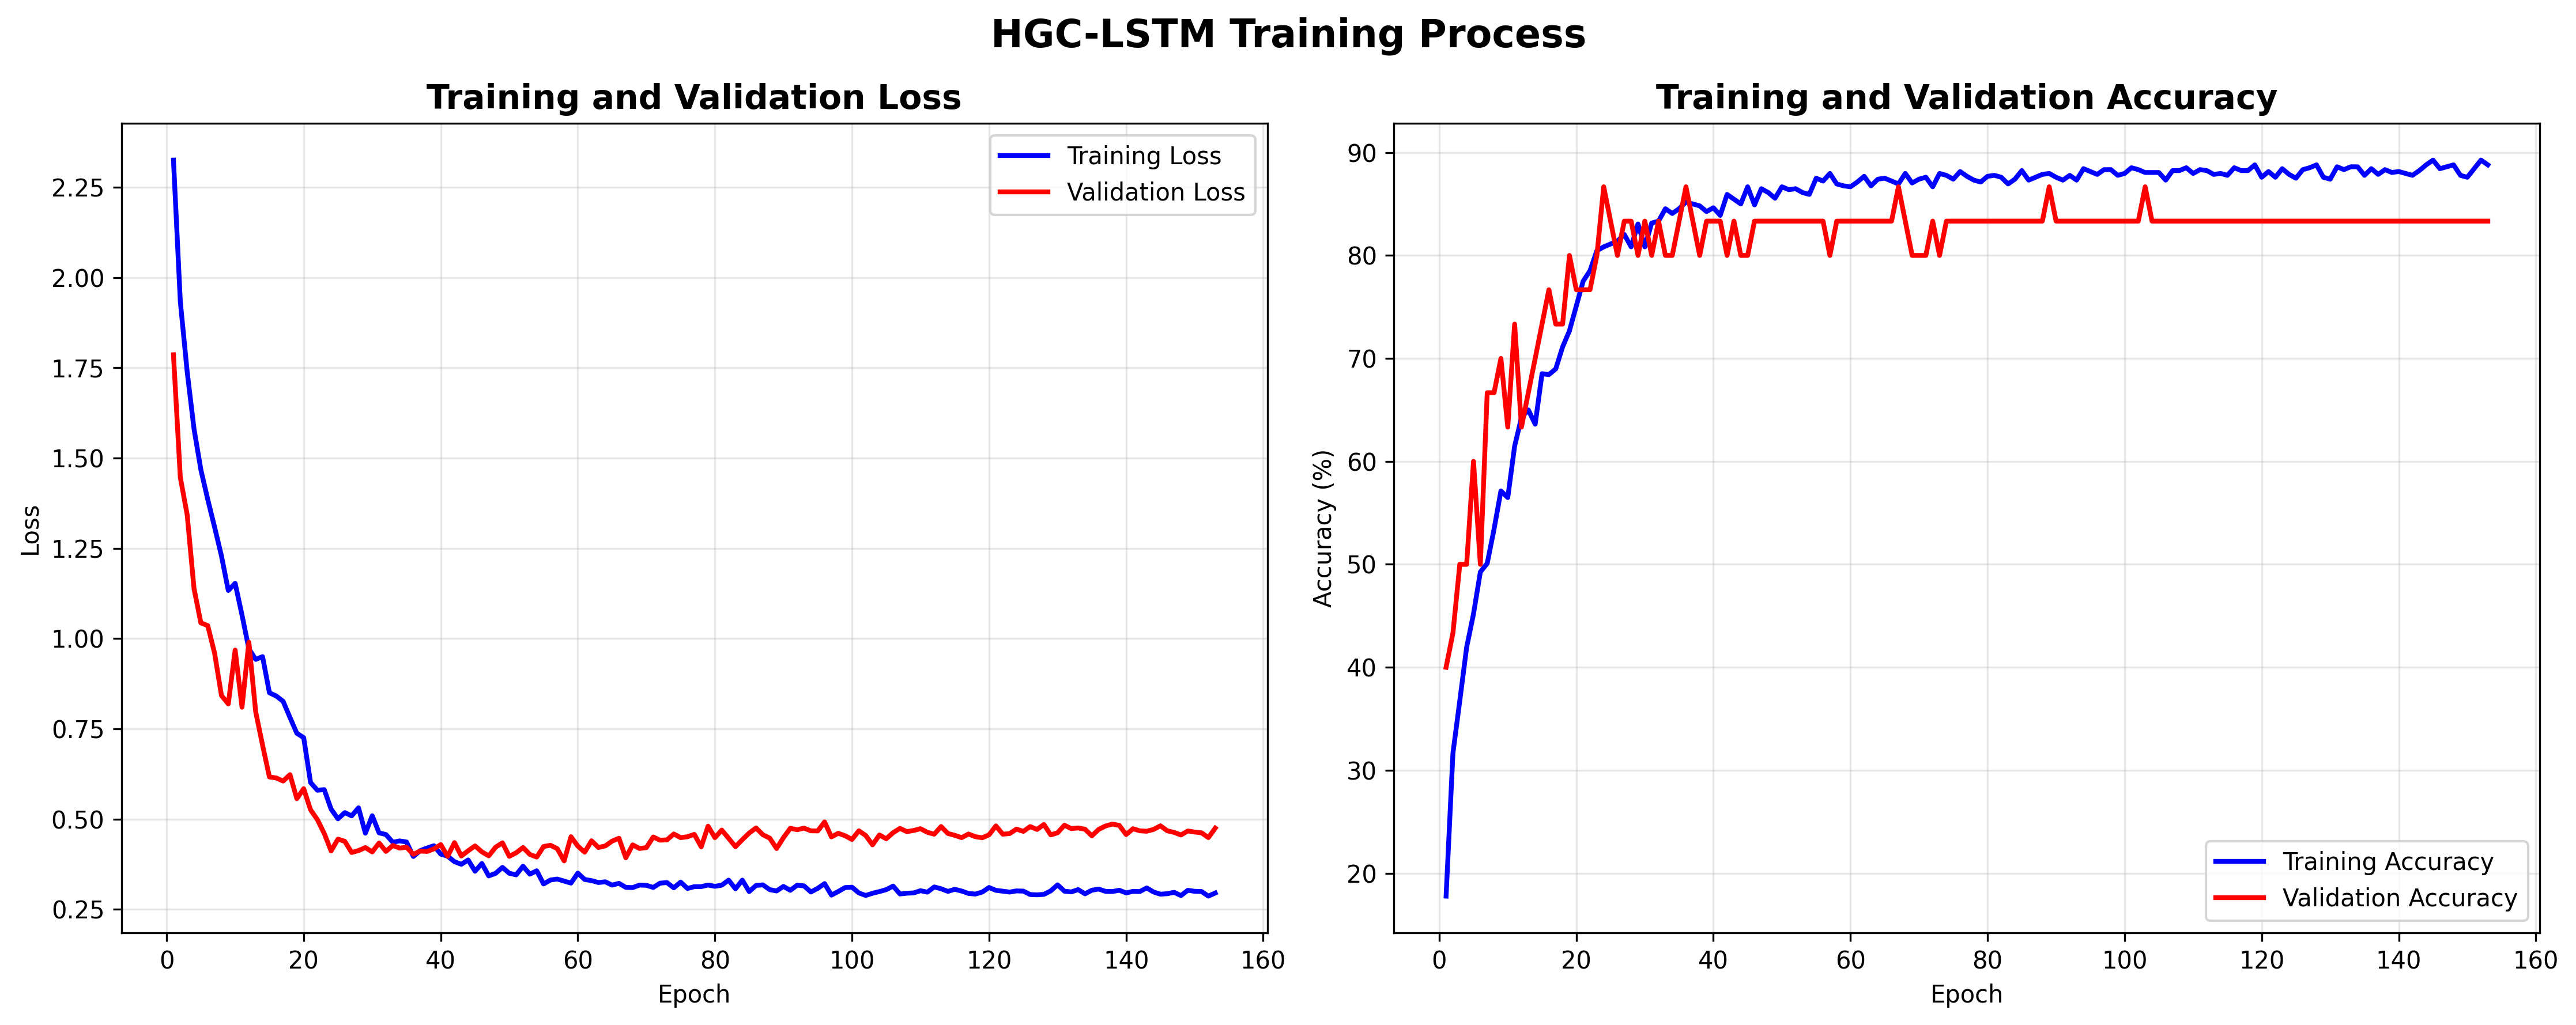 HGC-LSTM Training Process
Training and Validation Loss
Training Loss
Validation Loss
2.25
2.00
1.75
1.50
1.25
1.00
0.75
0.50
0.25
Loss
0 20 40 60 80 100 120 140 160
Epoch
Training and Validation Accuracy
90
80
70
60
50
40
30
20
Accuracy (%)
Training Accuracy
Validation Accuracy
0 20 40 60 80 100 120 140 160
Epoch